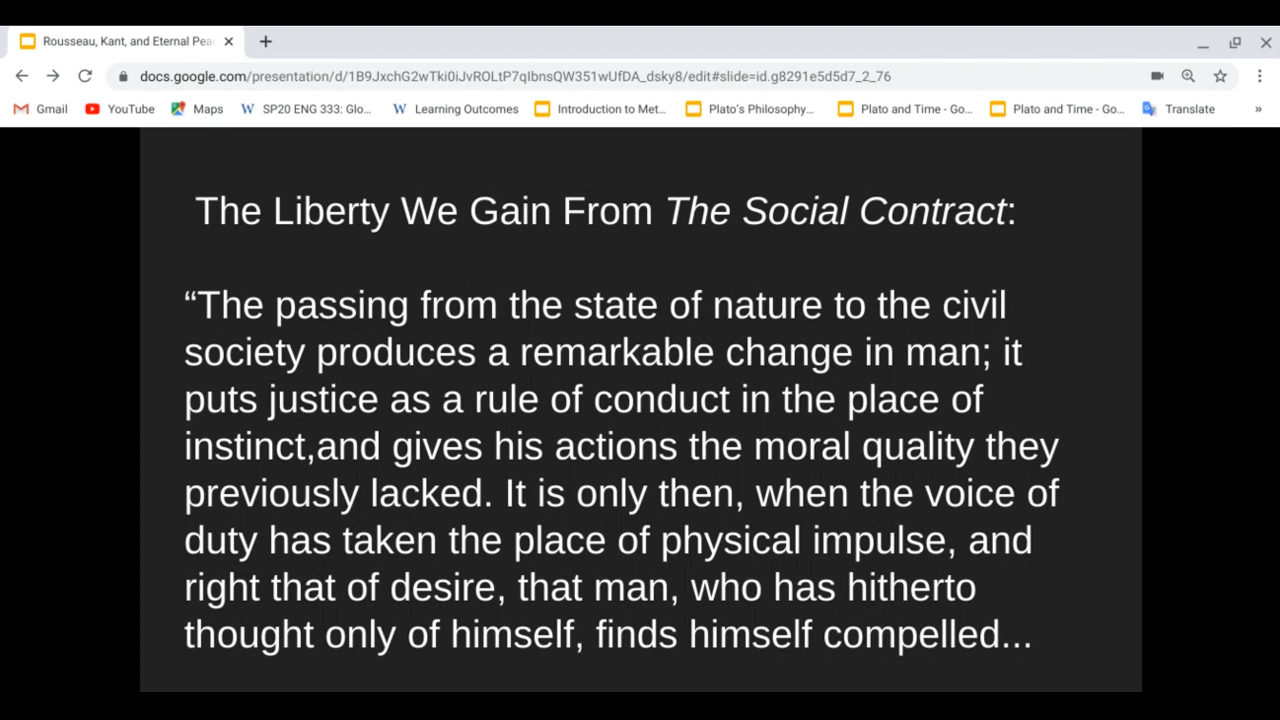 Rousseau, Kant, and Eternal Pea
docs.google.com/presentation/d/1B9JxchG2wTki0iJvROLtP7qIbnsQW351wUfDA_dsky8/edit#slide=id.g8291e5d5d7_2_76
Gmail YouTube Maps SP20 ENG 333: Glo... Learning Outcomes Introduction to Met... Plato's Philosophy... Plato and Time - Go... Plato and Time - Go... Translate »
The Liberty We Gain From The Social Contract:
“The passing from the state of nature to the civil
society produces a remarkable change in man; it
puts justice as a rule of conduct in the place of
instinct,and gives his actions the moral quality they
previously lacked. It is only then, when the voice of
duty has taken the place of physical impulse, and
right that of desire, that man, who has hitherto
thought only of himself, finds himself compelled...